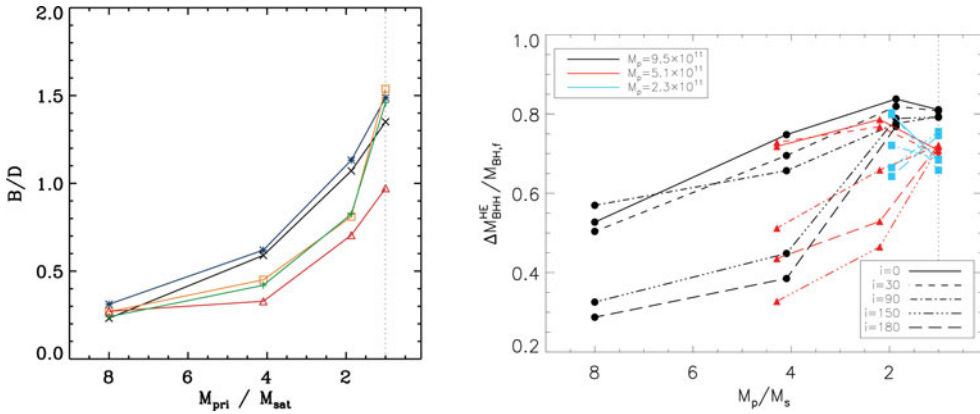 2.0
1.5
1.0
0.5
0.0
B/D
8 6 4 2
M_pri / M_sat
1.0
0.8
0.6
0.4
0.2
ΔM^HE_BHH / M_BH,f
M_p=9.5×10^11
M_p=5.1×10^11
M_p=2.3×10^11
i=0
i=30
i=90
i=150
i=180
8 6 4 2
M_p/M_s